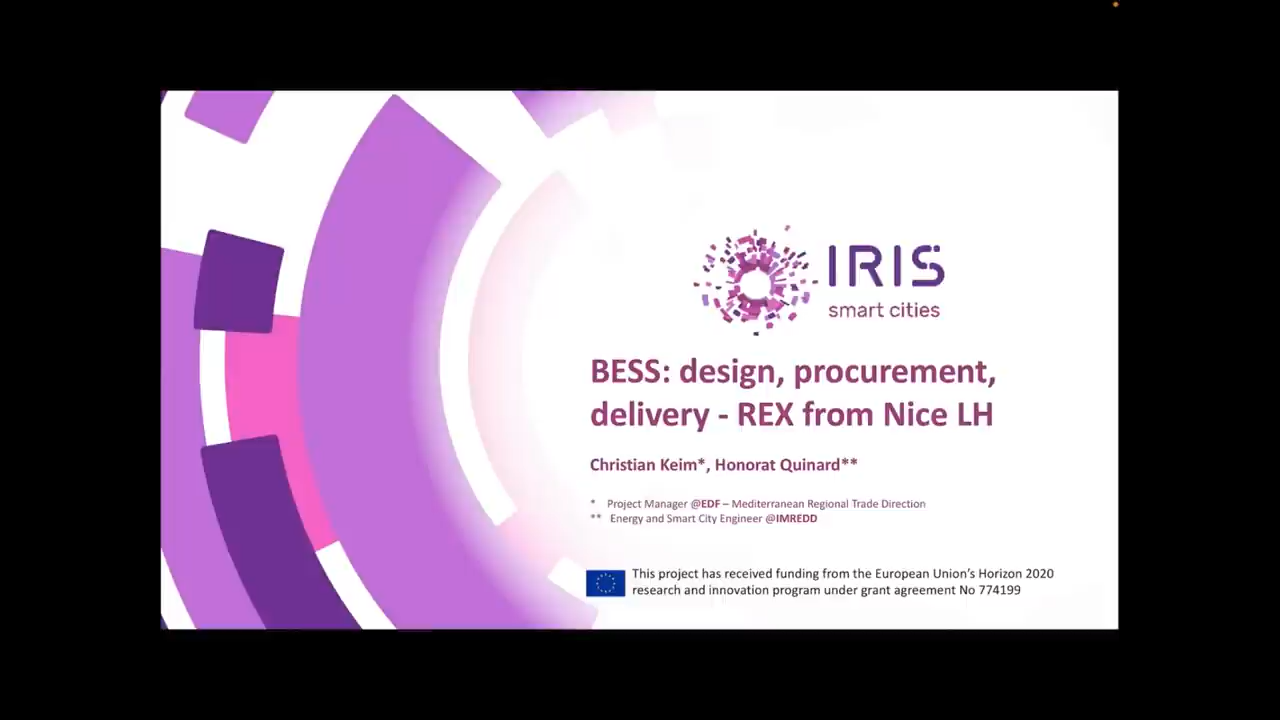 IRIS
smart cities
BESS: design, procurement,
delivery - REX from Nice LH
Christian Keim*, Honorat Quinard**
* Project Manager @EDF – Mediterranean Regional Trade Direction
** Energy and Smart City Engineer @IMREDD
This project has received funding from the European Union's Horizon 2020
research and innovation program under grant agreement No 774199